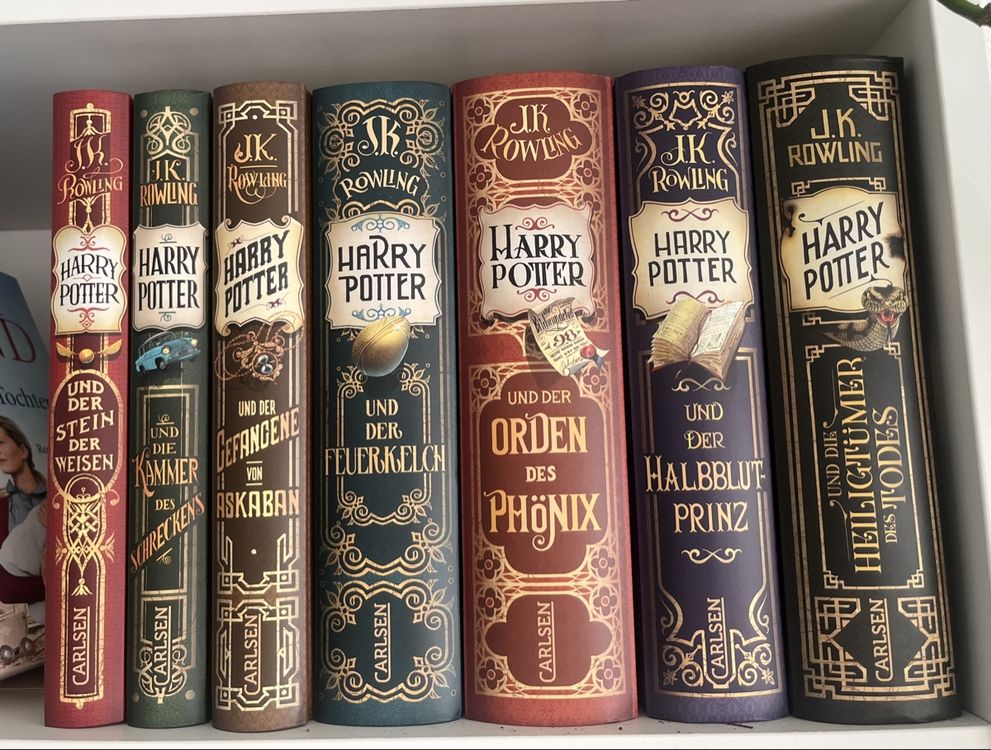 J.K.
ROWLING
HARRY
POTTER
UND
DER
STEIN
DER
WEISEN
CARLSEN
J.K.
ROWLING
HARRY
POTTER
UND
DIE
KAMMER
DES
SCHRECKENS
CARLSEN
J.K.
ROWLING
HARRY
POTTER
UND DER
GEFANGENE
VON
ASKABAN
CARLSEN
J.K.
ROWLING
HARRY
POTTER
UND
DER
FEUERKELCH
CARLSEN
J.K.
ROWLING
HARRY
POTTER
UND DER
ORDEN
DES
PHÖNIX
CARLSEN
J.K.
ROWLING
HARRY
POTTER
UND
DER
HALBBLUT-
PRINZ
CARLSEN
J.K.
ROWLING
HARRY
POTTER
UND DIE
HEILIGTÜMER
DES TODES
CARLSEN